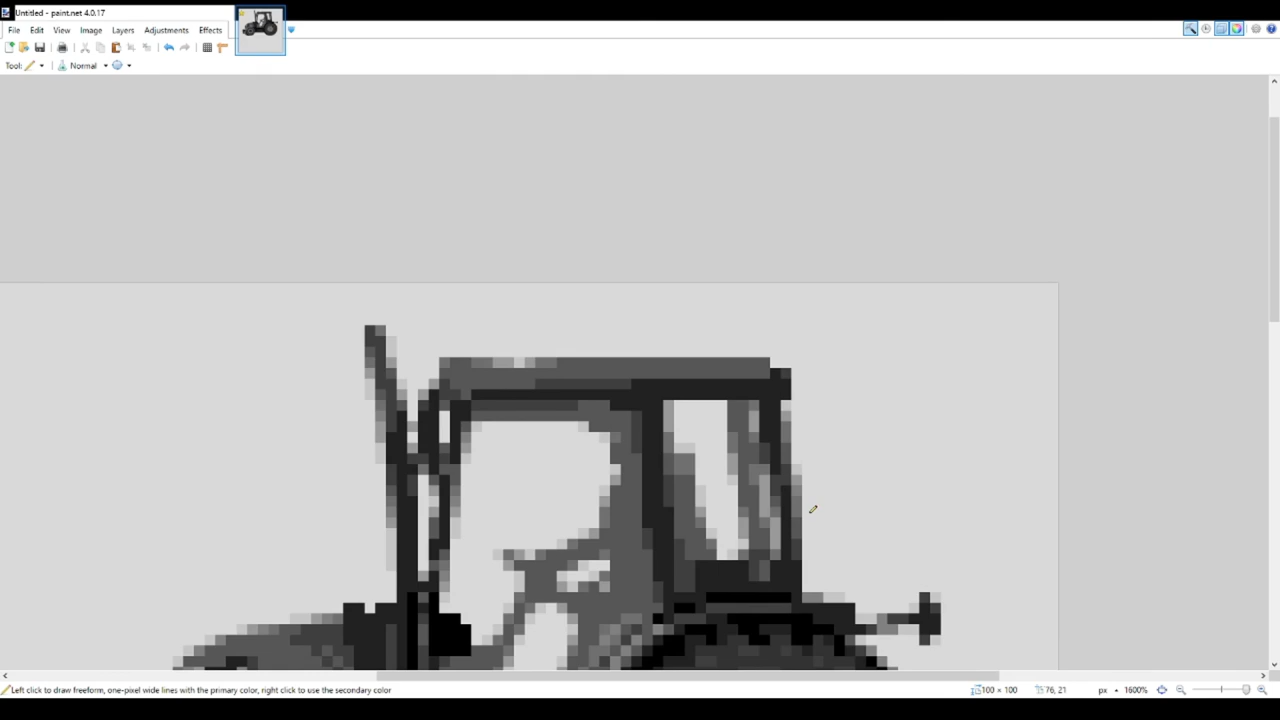 Untitled - paint.net 4.0.17
File Edit View Image Layers Adjustments Effects
Tool: Normal
Left click to draw freeform, one-pixel wide lines with the primary color, right click to use the secondary color 100 × 100 76, 21 px 1600%